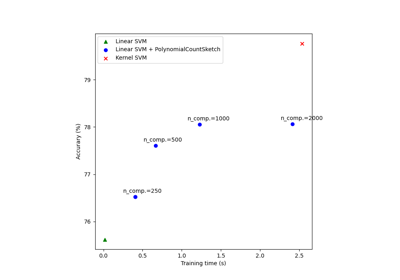 Linear SVM
Linear SVM + PolynomialCountSketch
Kernel SVM
79
78
77
76
Accurary (%)
n_comp.=250
n_comp.=500
n_comp.=1000
n_comp.=2000
0.0 0.5 1.0 1.5 2.0 2.5
Training time (s)